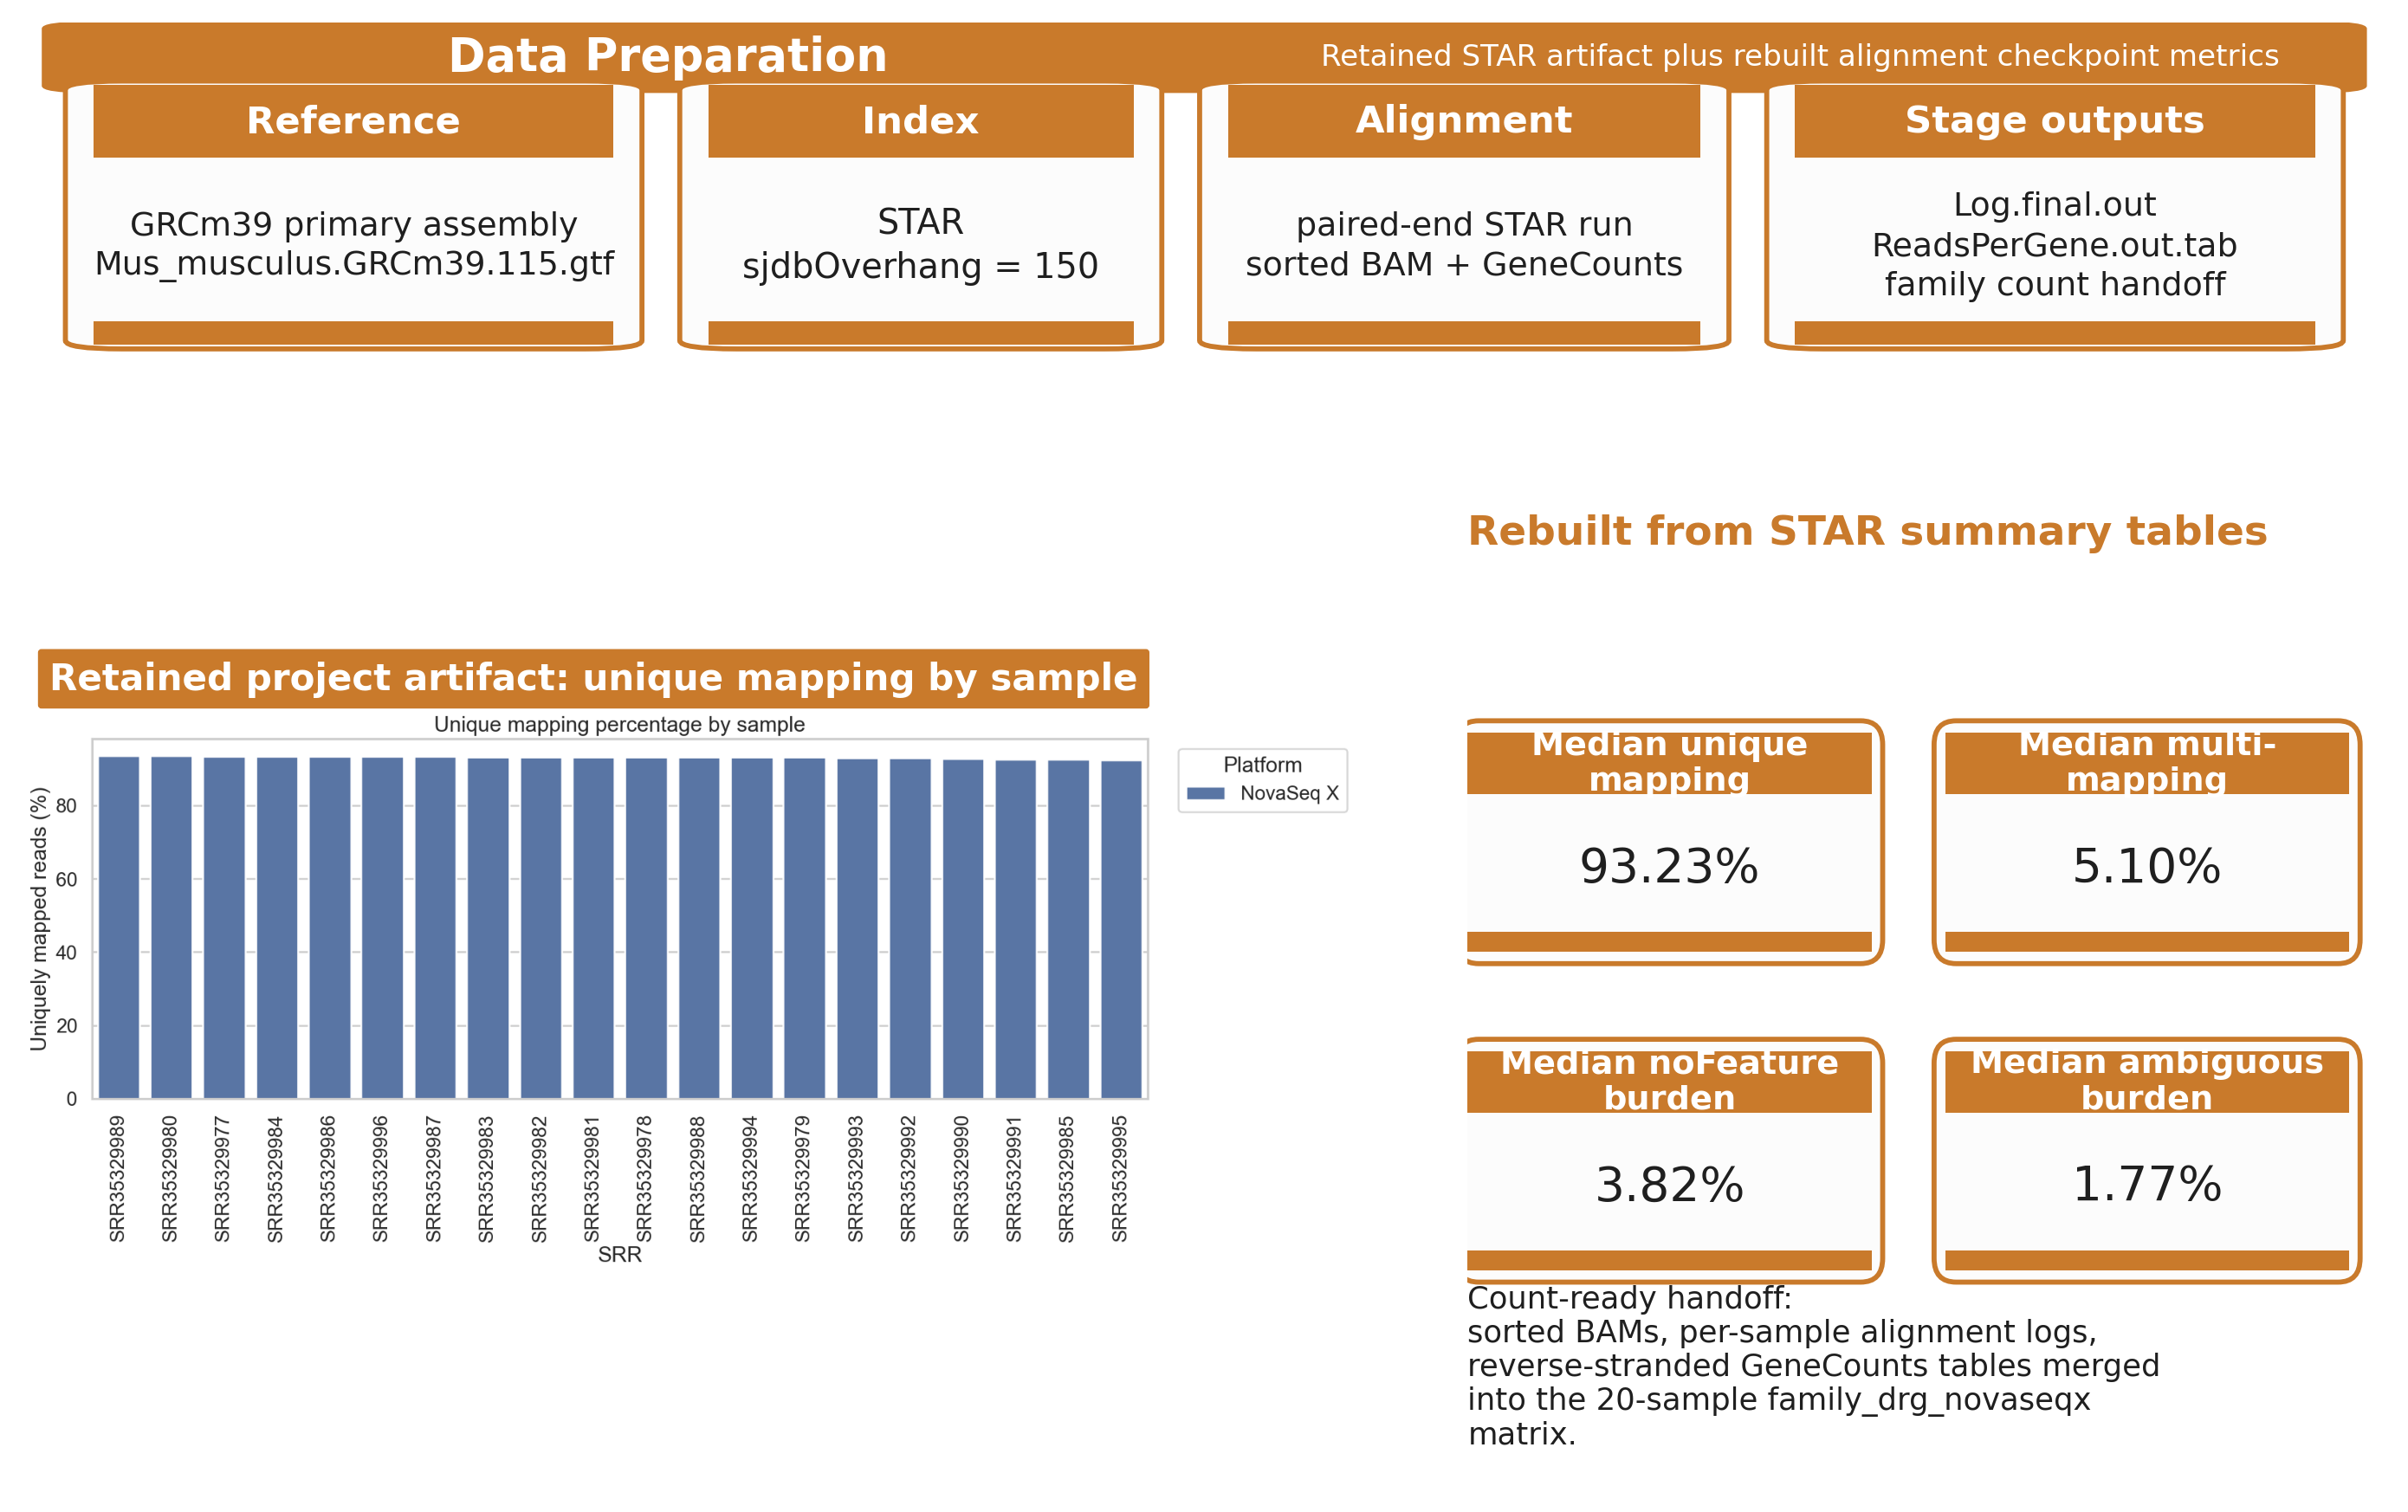 Data Preparation
Retained STAR artifact plus rebuilt alignment checkpoint metrics
Reference
GRCm39 primary assembly
Mus_musculus.GRCm39.115.gtf
Index
STAR
sjdbOverhang = 150
Alignment
paired-end STAR run
sorted BAM + GeneCounts
Stage outputs
Log.final.out
ReadsPerGene.out.tab
family count handoff
Retained project artifact: unique mapping by sample
Unique mapping percentage by sample
Uniquely mapped reads (%)
80
60
40
20
0
SRR35329989
SRR35329980
SRR35329977
SRR35329984
SRR35329986
SRR35329996
SRR35329987
SRR35329983
SRR35329982
SRR35329981
SRR35329978
SRR35329988
SRR35329994
SRR35329979
SRR35329993
SRR35329992
SRR35329990
SRR35329991
SRR35329985
SRR35329995
SRR
Platform
NovaSeq X
Rebuilt from STAR summary tables
Median unique
mapping
93.23%
Median multi-
mapping
5.10%
Median noFeature
burden
3.82%
Median ambiguous
burden
1.77%
Count-ready handoff:
sorted BAMs, per-sample alignment logs,
reverse-stranded GeneCounts tables merged
into the 20-sample family_drg_novaseqx
matrix.